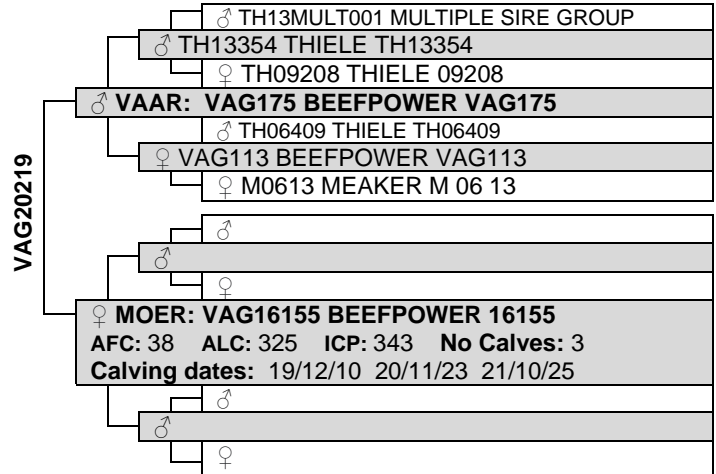 ♂ TH13MULT001 MULTIPLE SIRE GROUP
♂ TH13354 THIELE TH13354
♀ TH09208 THIELE 09208
♂ VAAR: VAG175 BEEFPOWER VAG175
♂ TH06409 THIELE TH06409
♀ VAG113 BEEFPOWER VAG113
♀ M0613 MEAKER M 06 13
VAG20219
♂
♂
♀
♀ MOER: VAG16155 BEEFPOWER 16155
AFC: 38 ALC: 325 ICP: 343 No Calves: 3
Calving dates: 19/12/10 20/11/23 21/10/25
♂
♂
♀